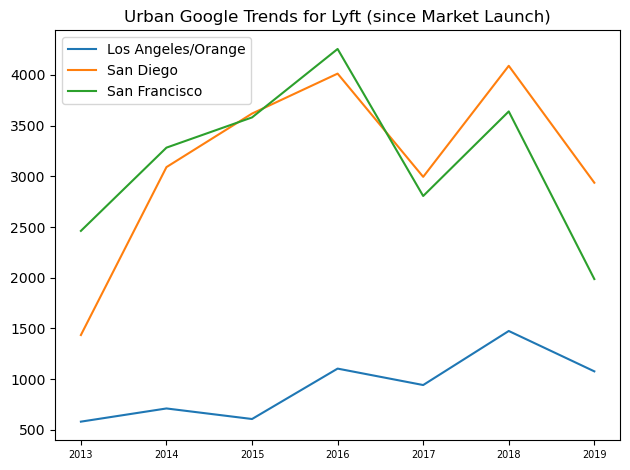 Urban Google Trends for Lyft (since Market Launch)
Los Angeles/Orange
San Diego
San Francisco
4000
3500
3000
2500
2000
1500
1000
500
2013 2014 2015 2016 2017 2018 2019